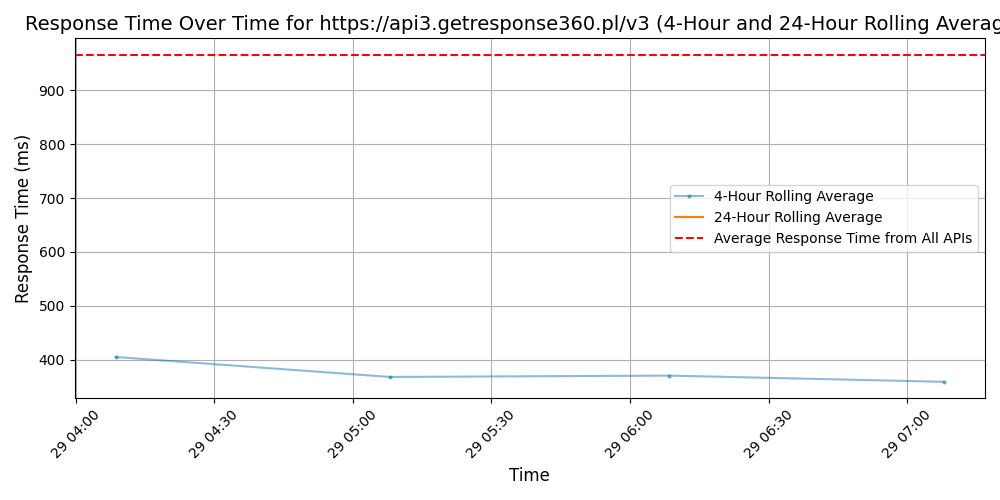 Response Time Over Time for https://api3.getresponse360.pl/v3 (4-Hour and 24-Hour Rolling Averag
Response Time (ms)
900
800
700
600
500
400
4-Hour Rolling Average
24-Hour Rolling Average
Average Response Time from All APIs
29 04:00
29 04:30
29 05:00
29 05:30
29 06:00
29 06:30
29 07:00
Time